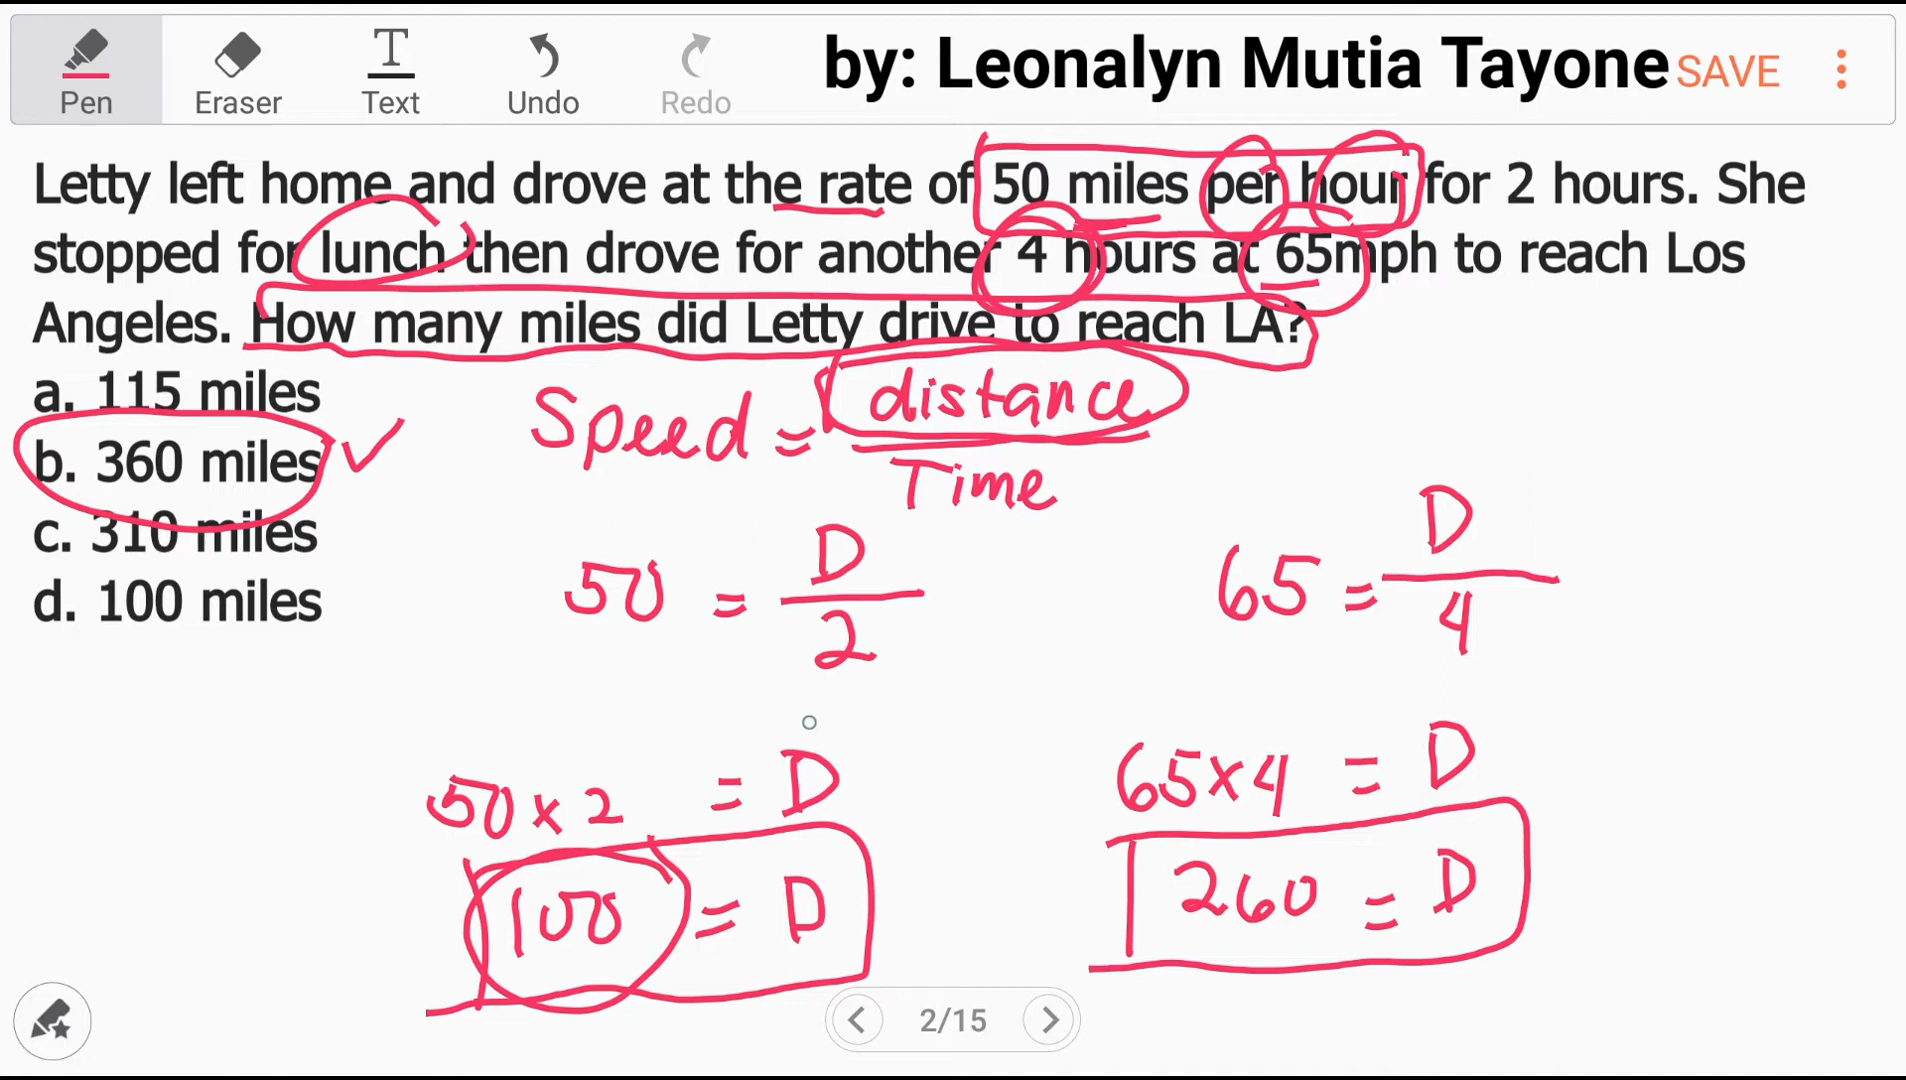 Pen
Eraser
Text
Undo
Redo
by: Leonalyn Mutia Tayone
SAVE
Letty left home and drove at the rate of 50 miles per hour for 2 hours. She
stopped for lunch then drove for another 4 hours at 65mph to reach Los
Angeles. How many miles did Letty drive to reach LA?
a. 115 miles
b. 360 miles ✓
c. 310 miles
d. 100 miles
Speed = distance
Time
50 = D
2
65 = D
4
50 x 2 = D
65 x 4 = D
100 = D
260 = D
2/15